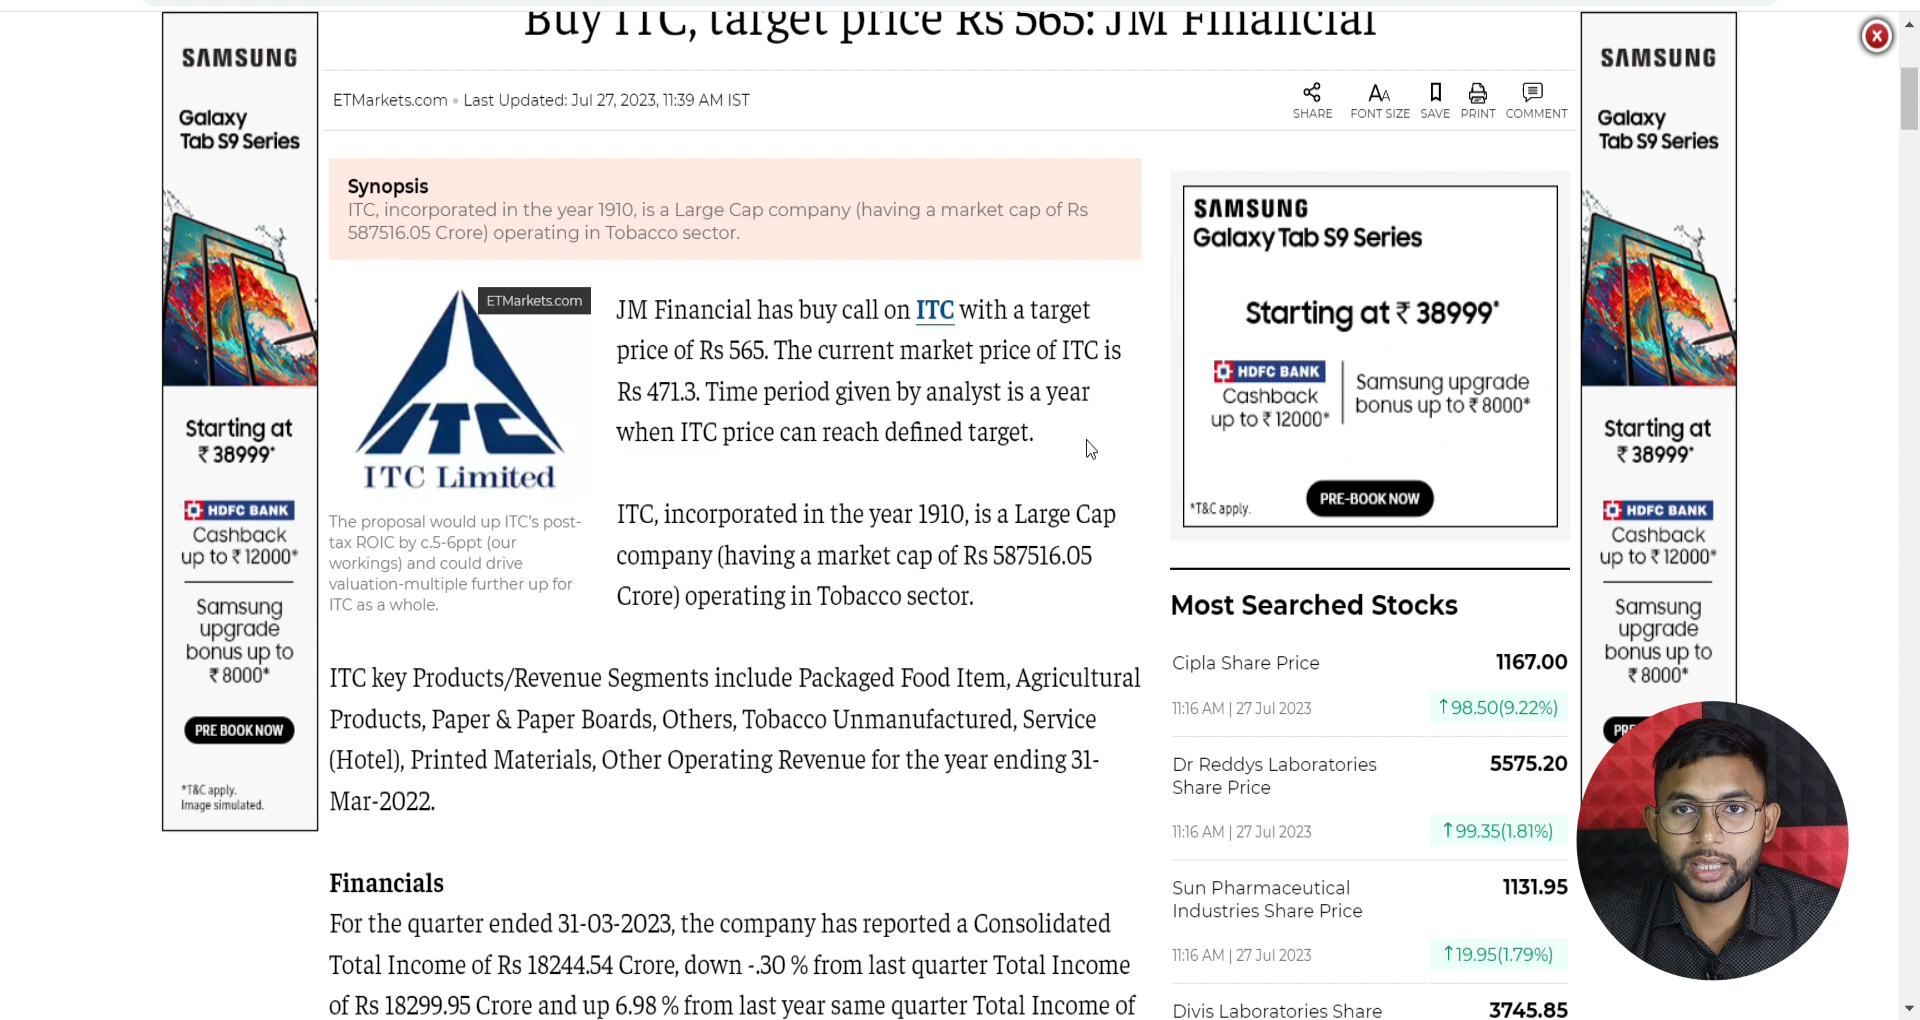 Buy ITC, target price Rs 565: JM Financial
ETMarkets.com • Last Updated: Jul 27, 2023, 11:39 AM IST
SHARE
FONT SIZE
SAVE
PRINT
COMMENT
SAMSUNG
Galaxy
Tab S9 Series
Starting at
₹ 38999*
HDFC BANK
Cashback
up to ₹ 12000*
Samsung
upgrade
bonus up to
₹ 8000*
PRE BOOK NOW
*T&C apply.
Image simulated.
Synopsis
ITC, incorporated in the year 1910, is a Large Cap company (having a market cap of Rs
587516.05 Crore) operating in Tobacco sector.
ETMarkets.com
ITC
ITC Limited
The proposal would up ITC's post-
tax ROIC by c.5-6ppt (our
workings) and could drive
valuation-multiple further up for
ITC as a whole.
JM Financial has buy call on ITC with a target
price of Rs 565. The current market price of ITC is
Rs 471.3. Time period given by analyst is a year
when ITC price can reach defined target.
ITC, incorporated in the year 1910, is a Large Cap
company (having a market cap of Rs 587516.05
Crore) operating in Tobacco sector.
ITC key Products/Revenue Segments include Packaged Food Item, Agricultural
Products, Paper & Paper Boards, Others, Tobacco Unmanufactured, Service
(Hotel), Printed Materials, Other Operating Revenue for the year ending 31-
Mar-2022.
Financials
For the quarter ended 31-03-2023, the company has reported a Consolidated
Total Income of Rs 18244.54 Crore, down -.30 % from last quarter Total Income
of Rs 18299.95 Crore and up 6.98 % from last year same quarter Total Income of
SAMSUNG
Galaxy Tab S9 Series
Starting at ₹ 38999*
HDFC BANK
Cashback
up to ₹ 12000*
Samsung upgrade
bonus up to ₹ 8000*
*T&C apply.
PRE-BOOK NOW
Most Searched Stocks
Cipla Share Price
1167.00
11:16 AM | 27 Jul 2023
↑98.50(9.22%)
Dr Reddys Laboratories
Share Price
5575.20
11:16 AM | 27 Jul 2023
↑99.35(1.81%)
Sun Pharmaceutical
Industries Share Price
1131.95
11:16 AM | 27 Jul 2023
↑19.95(1.79%)
Divis Laboratories Share
3745.85
SAMSUNG
Galaxy
Tab S9 Series
Starting at
₹ 38999*
HDFC BANK
Cashback
up to ₹ 12000*
Samsung
upgrade
bonus up to
₹ 8000*